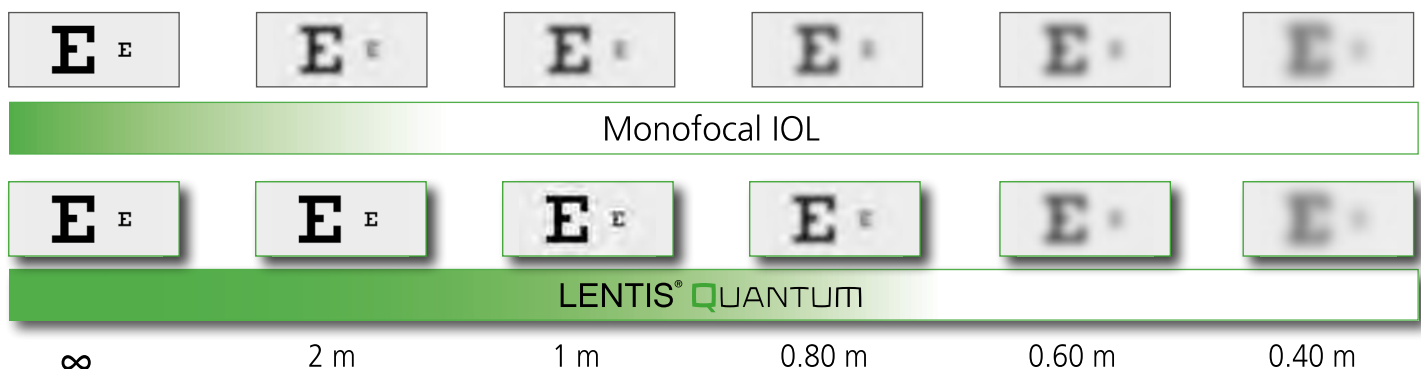 E E E E E E E E E E E
Monofocal IOL
E E E E E E E E E E E
LENTIS® QUANTUM
∞ 2 m 1 m 0.80 m 0.60 m 0.40 m